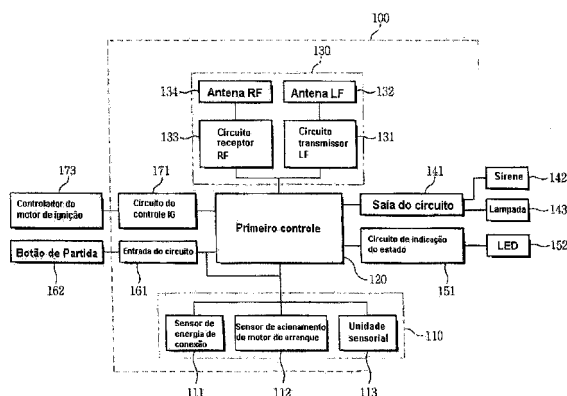 100
130
134
Antena RF
Antena LF
132
133
Circuito
receptor
RF
Circuito
transmissor
LF
131
173
171
141
Sirene
142
Controlador do
motor de ignição
Circuito do
controle IG
Primeiro controle
Saía do circuito
Lampada
143
Botão de Partida
Entrada do circuito
Circuito de indicação
do estado
LED
152
162
161
120
151
Sensor de
energia de
conexão
Sensor de acionamento
do motor de arranque
Unidade
sensorial
110
111
112
113